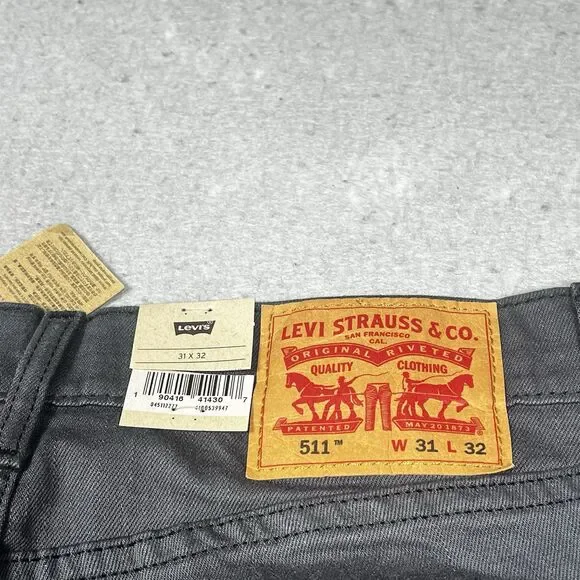 Levi's
31 X 32
1 90416 41430 7
LEVI STRAUSS & CO.
SAN FRANCISCO
CAL.
ORIGINAL RIVETED
QUALITY CLOTHING
PATENTED MAY 20 1873
511™ W 31 L 32